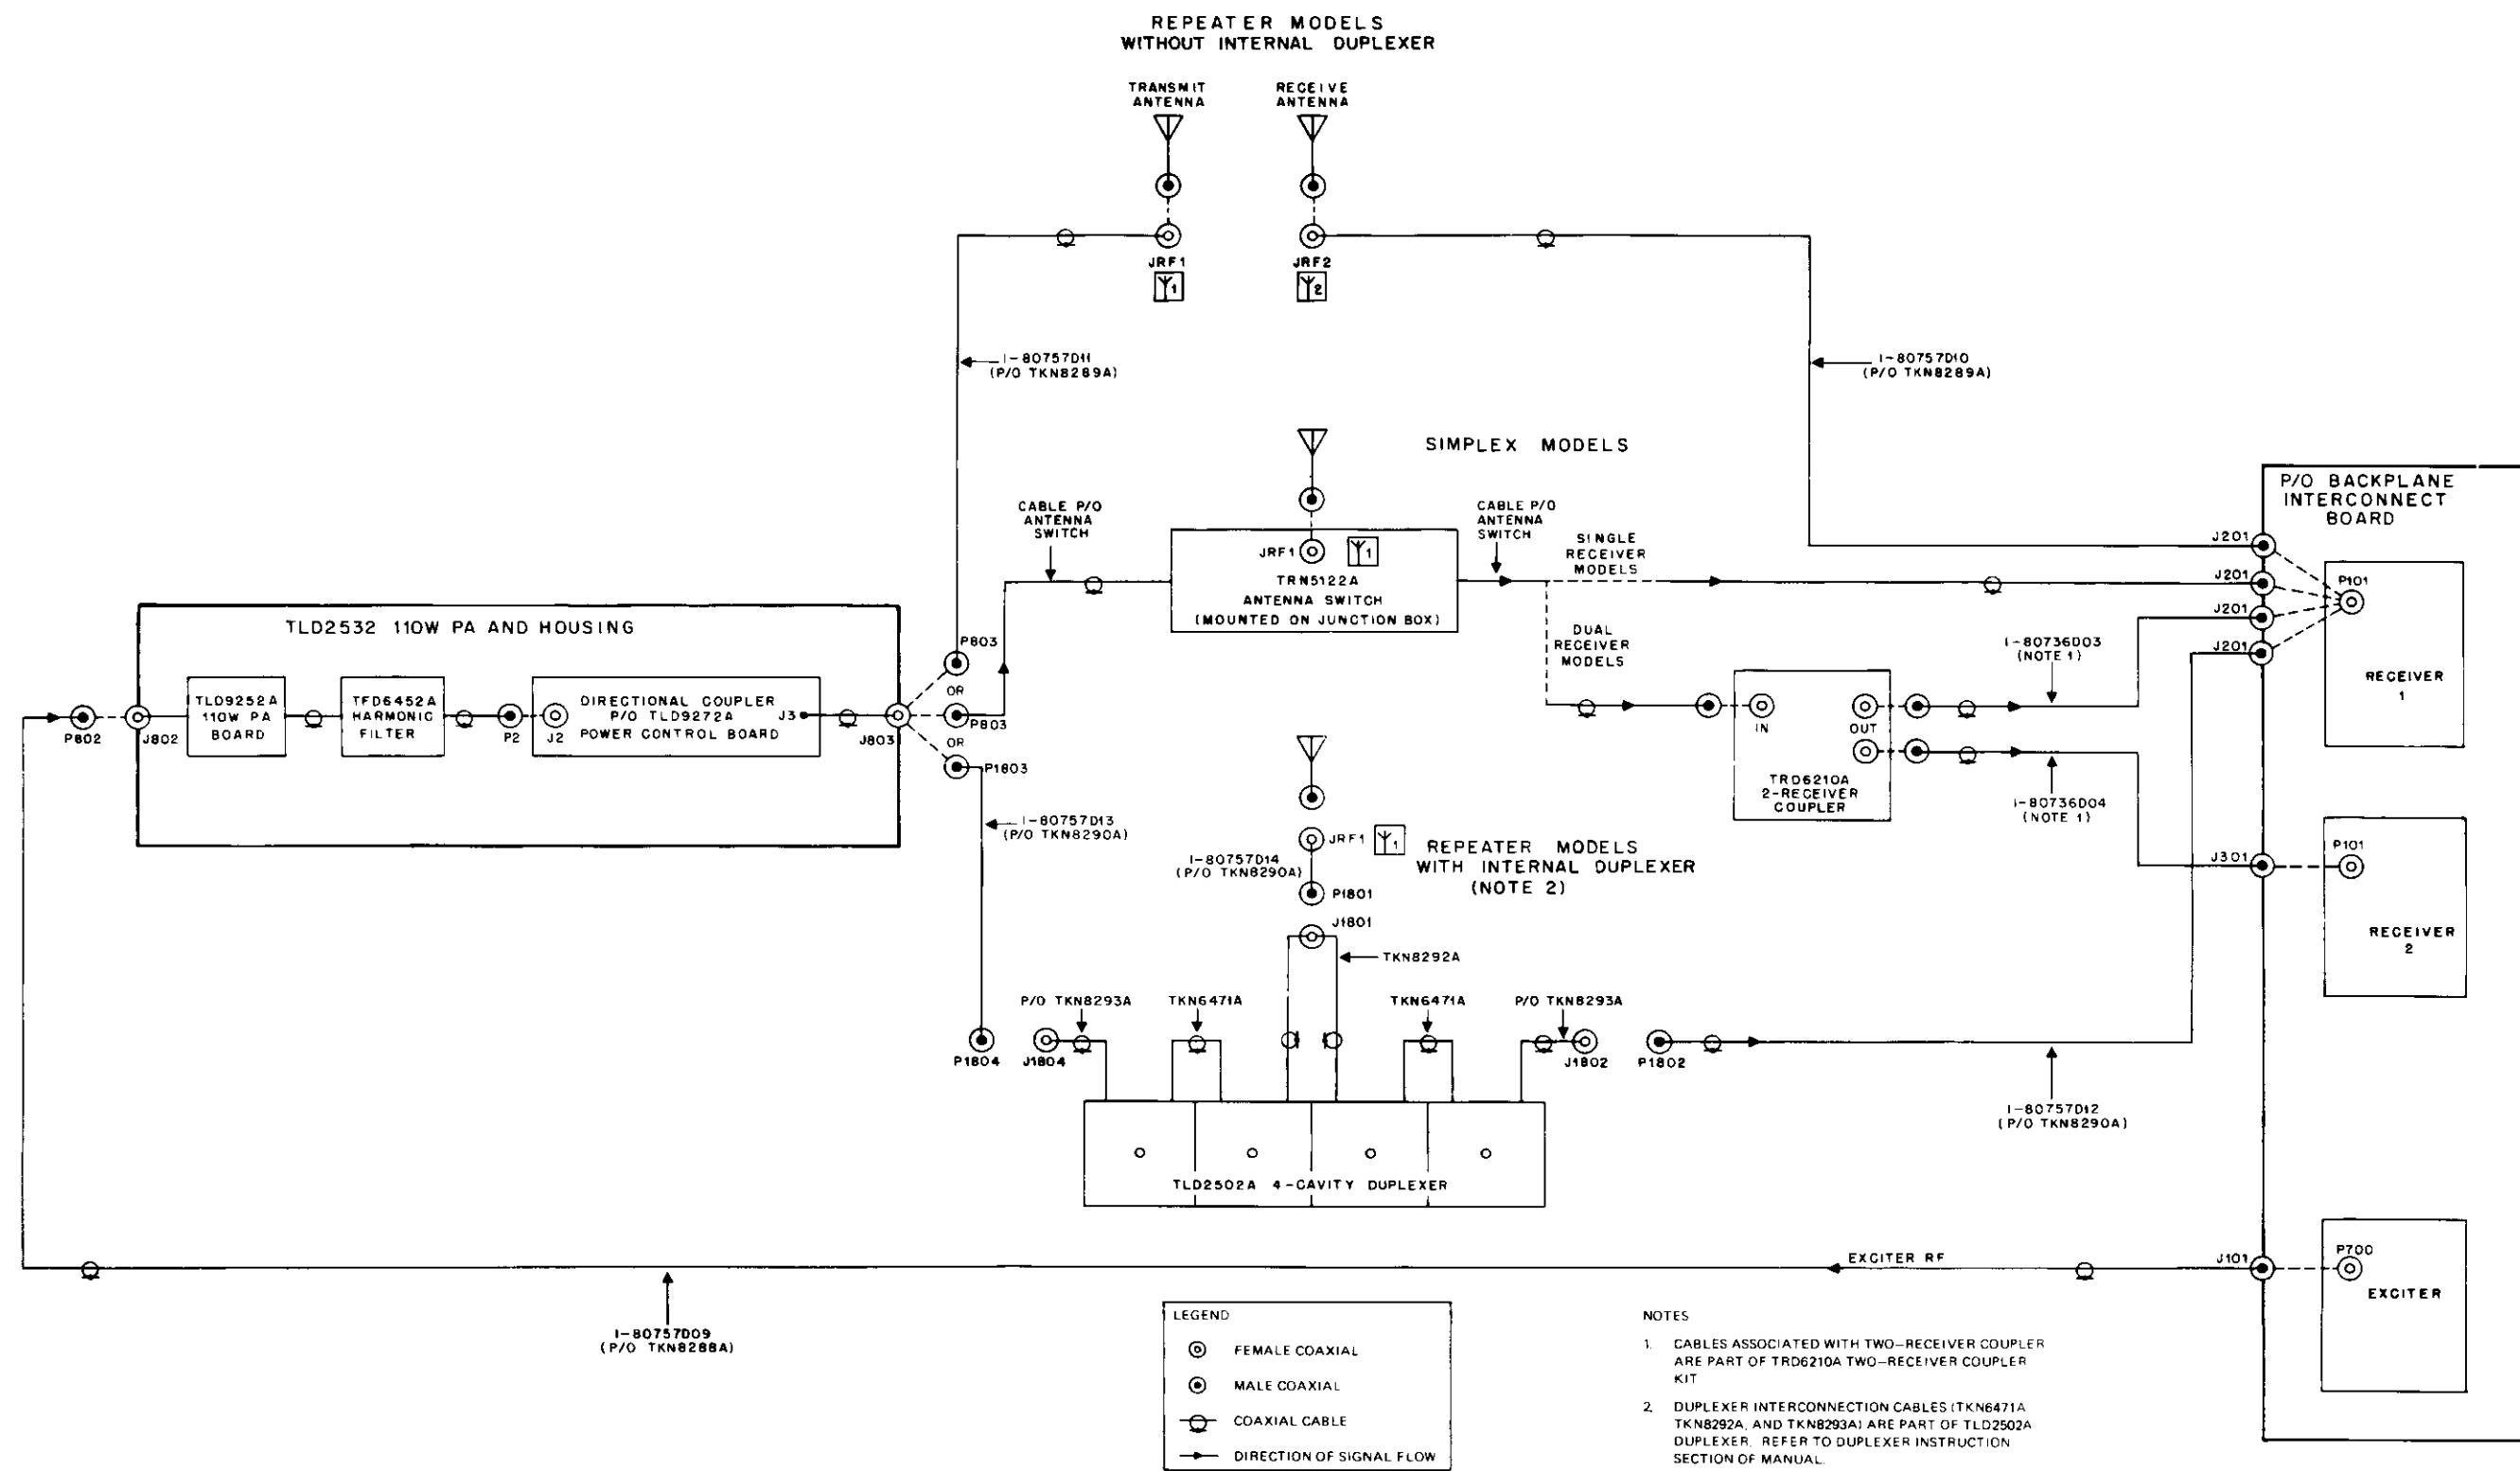 REPEATER MODELS
WITHOUT INTERNAL DUPLEXER
TRANSMIT
ANTENNA
RECEIVE
ANTENNA
JRF1
1
JRF2
2
1-80757D11
(P/O TKN8289A)
1-80757D10
(P/O TKN8289A)
SIMPLEX MODELS
CABLE P/O
ANTENNA
SWITCH
JRF1
1
TRN5122A
ANTENNA SWITCH
(MOUNTED ON JUNCTION BOX)
CABLE P/O
ANTENNA
SWITCH
SINGLE
RECEIVER
MODELS
DUAL
RECEIVER
MODELS
P/O BACKPLANE
INTERCONNECT
BOARD
J201
J201
J201
J201
P101
RECEIVER
1
TLD2532 110W PA AND HOUSING
P802
J802
TLD9252A
110W PA
BOARD
TFD6452A
HARMONIC
FILTER
P2
J2
DIRECTIONAL COUPLER
P/O TLD9272A
POWER CONTROL BOARD
J3
J803
P803
OR
P803
OR
P1803
1-80736D03
(NOTE 1)
IN
OUT
TRD6210A
2-RECEIVER
COUPLER
1-80736D04
(NOTE 1)
1-80757D13
(P/O TKN8290A)
JRF1
1
1-80757D14
(P/O TKN8290A)
REPEATER MODELS
WITH INTERNAL DUPLEXER
(NOTE 2)
P1801
J1801
TKN8292A
J301
P101
RECEIVER
2
P/O TKN8293A
TKN6471A
TKN6471A
P/O TKN8293A
P1804
J1804
J1802
P1802
1-80757D12
(P/O TKN8290A)
TLD2502A 4-CAVITY DUPLEXER
EXCITER RF
J101
P700
EXCITER
1-80757D09
(P/O TKN8288A)
LEGEND
FEMALE COAXIAL
MALE COAXIAL
COAXIAL CABLE
DIRECTION OF SIGNAL FLOW
NOTES
1. CABLES ASSOCIATED WITH TWO-RECEIVER COUPLER
ARE PART OF TRD6210A TWO-RECEIVER COUPLER
KIT
2. DUPLEXER INTERCONNECTION CABLES (TKN6471A
TKN8292A, AND TKN8293A) ARE PART OF TLD2502A
DUPLEXER. REFER TO DUPLEXER INSTRUCTION
SECTION OF MANUAL.